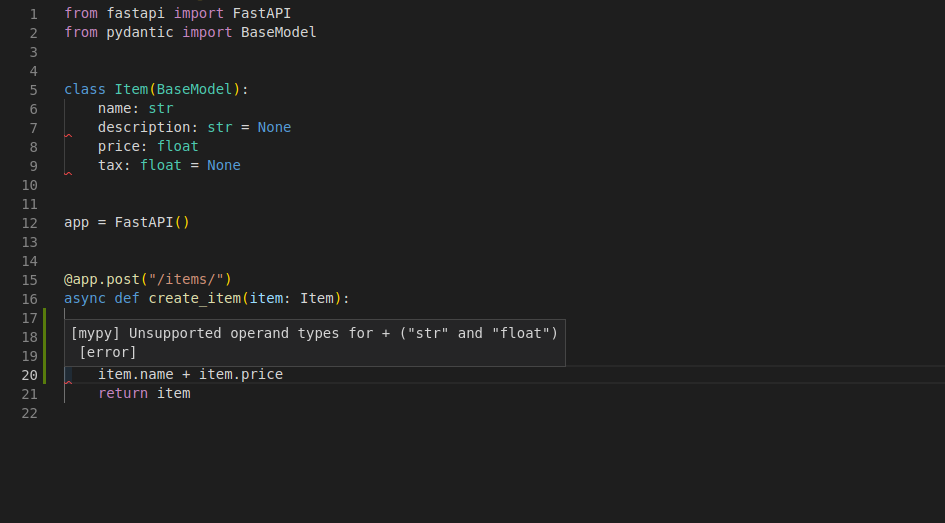 1 from fastapi import FastAPI
2 from pydantic import BaseModel
3
4
5 class Item(BaseModel):
6 name: str
7 description: str = None
8 price: float
9 tax: float = None
10
11
12 app = FastAPI()
13
14
15 @app.post("/items/")
16 async def create_item(item: Item):
17
18 [mypy] Unsupported operand types for + ("str" and "float")
19 [error]
20 item.name + item.price
21 return item
22